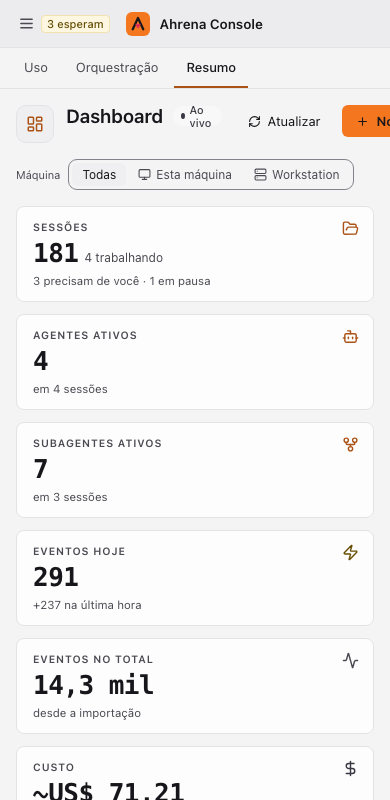 3 esperam
Ahrena Console
Uso
Orquestração
Resumo
Dashboard
Ao
vivo
Atualizar
Máquina
Todas
Esta máquina
Workstation
SESSÕES
181 4 trabalhando
3 precisam de você · 1 em pausa
AGENTES ATIVOS
4
em 4 sessões
SUBAGENTES ATIVOS
7
em 3 sessões
EVENTOS HOJE
291
+237 na última hora
EVENTOS NO TOTAL
14,3 mil
desde a importação
CUSTO
~US$ 71,21